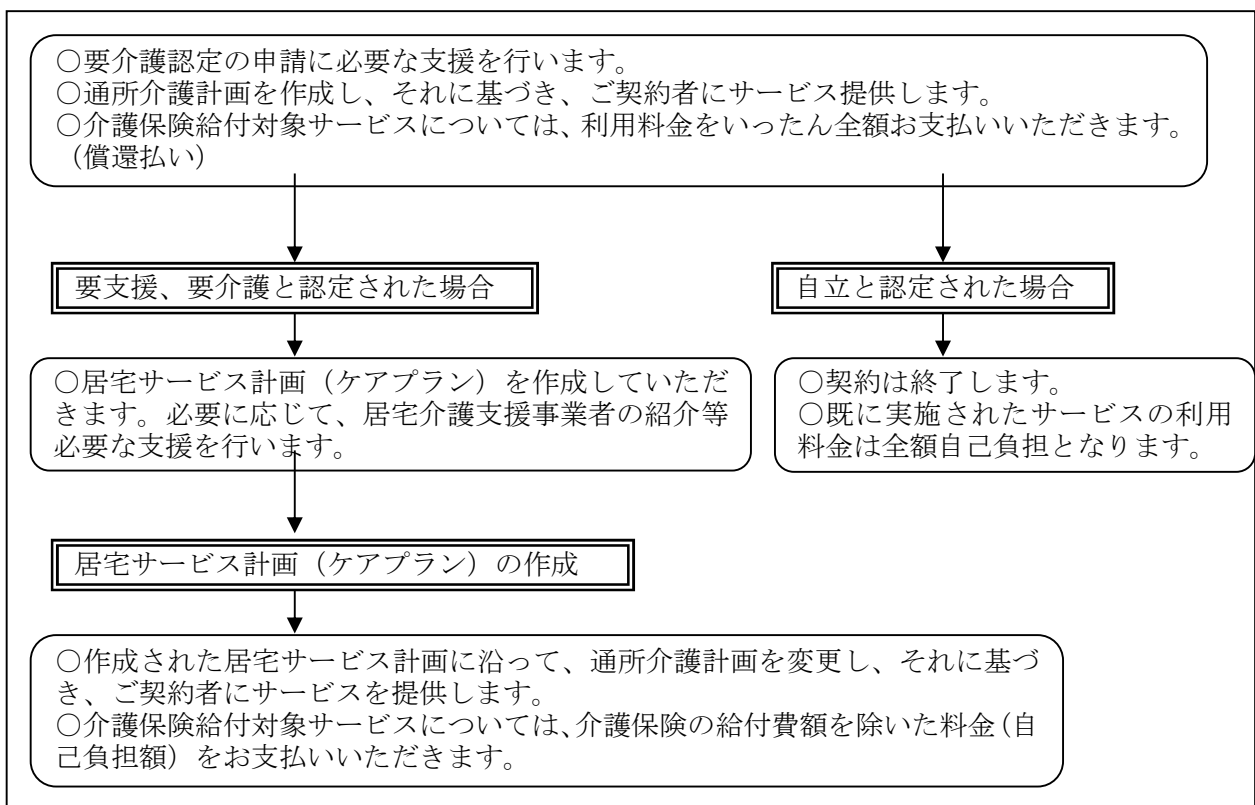 ○要介護認定の申請に必要な支援を行います。
○通所介護計画を作成し、それに基づき、ご契約者にサービス提供します。
○介護保険給付対象サービスについては、利用料金をいったん全額お支払いいただきます。
（償還払い）
要支援、要介護と認定された場合
自立と認定された場合
○居宅サービス計画（ケアプラン）を作成していただ
きます。必要に応じて、居宅介護支援事業者の紹介等
必要な支援を行います。
○契約は終了します。
○既に実施されたサービスの利用
料金は全額自己負担となります。
居宅サービス計画（ケアプラン）の作成
○作成された居宅サービス計画に沿って、通所介護計画を変更し、それに基づ
き、ご契約者にサービスを提供します。
○介護保険給付対象サービスについては、介護保険の給付費額を除いた料金（自
己負担額）をお支払いいただきます。